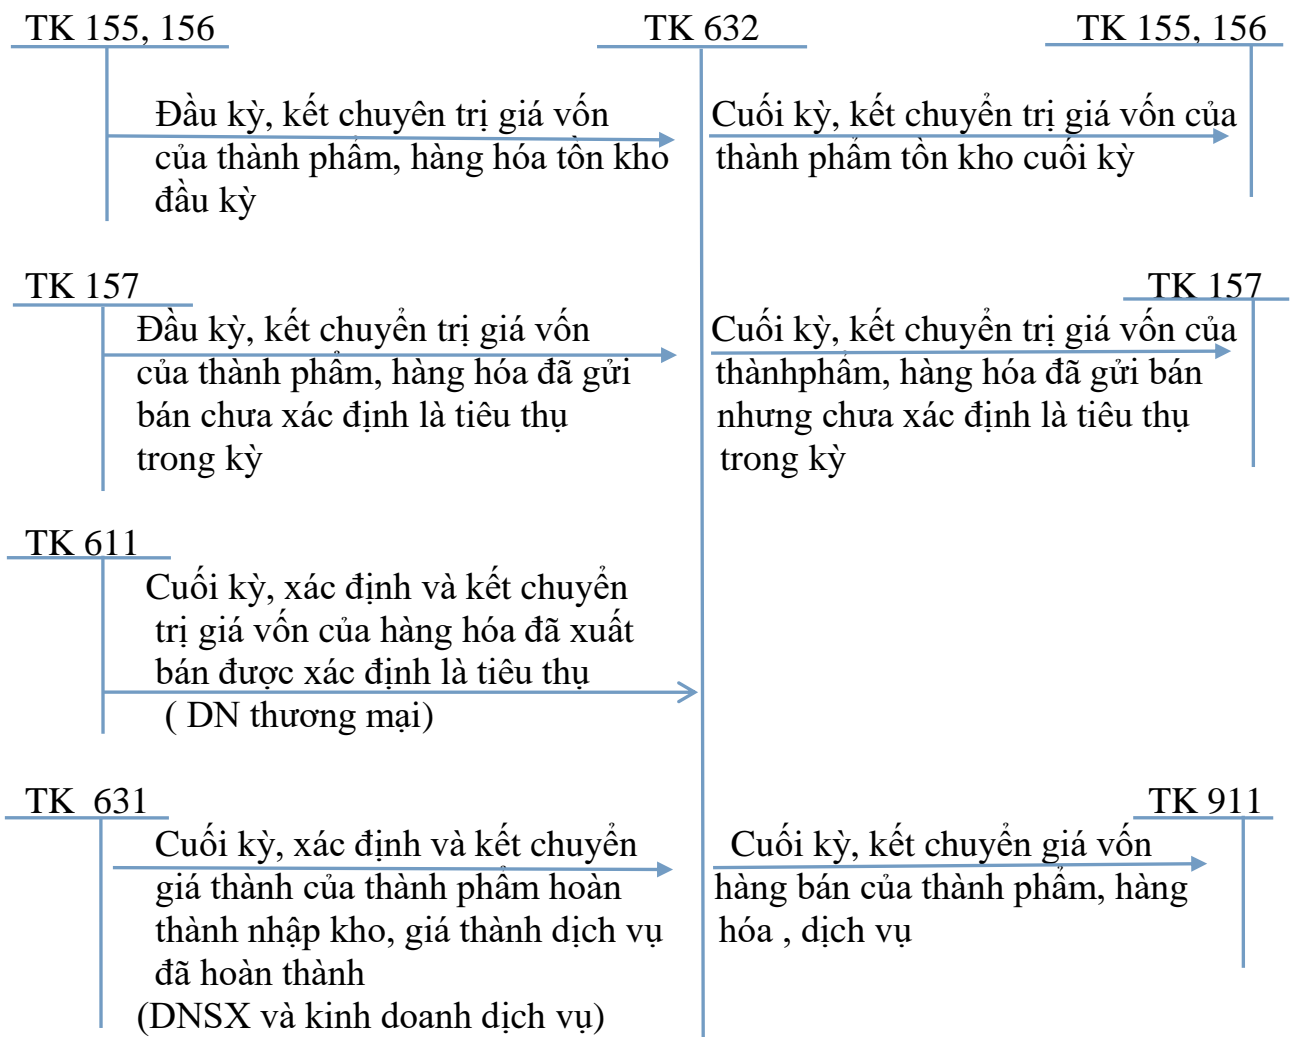 TK 155, 156
TK 632
TK 155, 156
Đầu kỳ, kết chuyên trị giá vốn
của thành phẩm, hàng hóa tồn kho
đầu kỳ
Cuối kỳ, kết chuyển trị giá vốn của
thành phẩm tồn kho cuối kỳ
TK 157
TK 157
Đầu kỳ, kết chuyển trị giá vốn
của thành phẩm, hàng hóa đã gửi
bán chưa xác định là tiêu thụ
trong kỳ
Cuối kỳ, kết chuyển trị giá vốn của
thànhphẩm, hàng hóa đã gửi bán
nhưng chưa xác định là tiêu thụ
trong kỳ
TK 611
Cuối kỳ, xác định và kết chuyển
trị giá vốn của hàng hóa đã xuất
bán được xác định là tiêu thụ
( DN thương mại)
TK 631
TK 911
Cuối kỳ, xác định và kết chuyển
giá thành của thành phẩm hoàn
thành nhập kho, giá thành dịch vụ
đã hoàn thành
(DNSX và kinh doanh dịch vụ)
Cuối kỳ, kết chuyển giá vốn
hàng bán của thành phẩm, hàng
hóa , dịch vụ